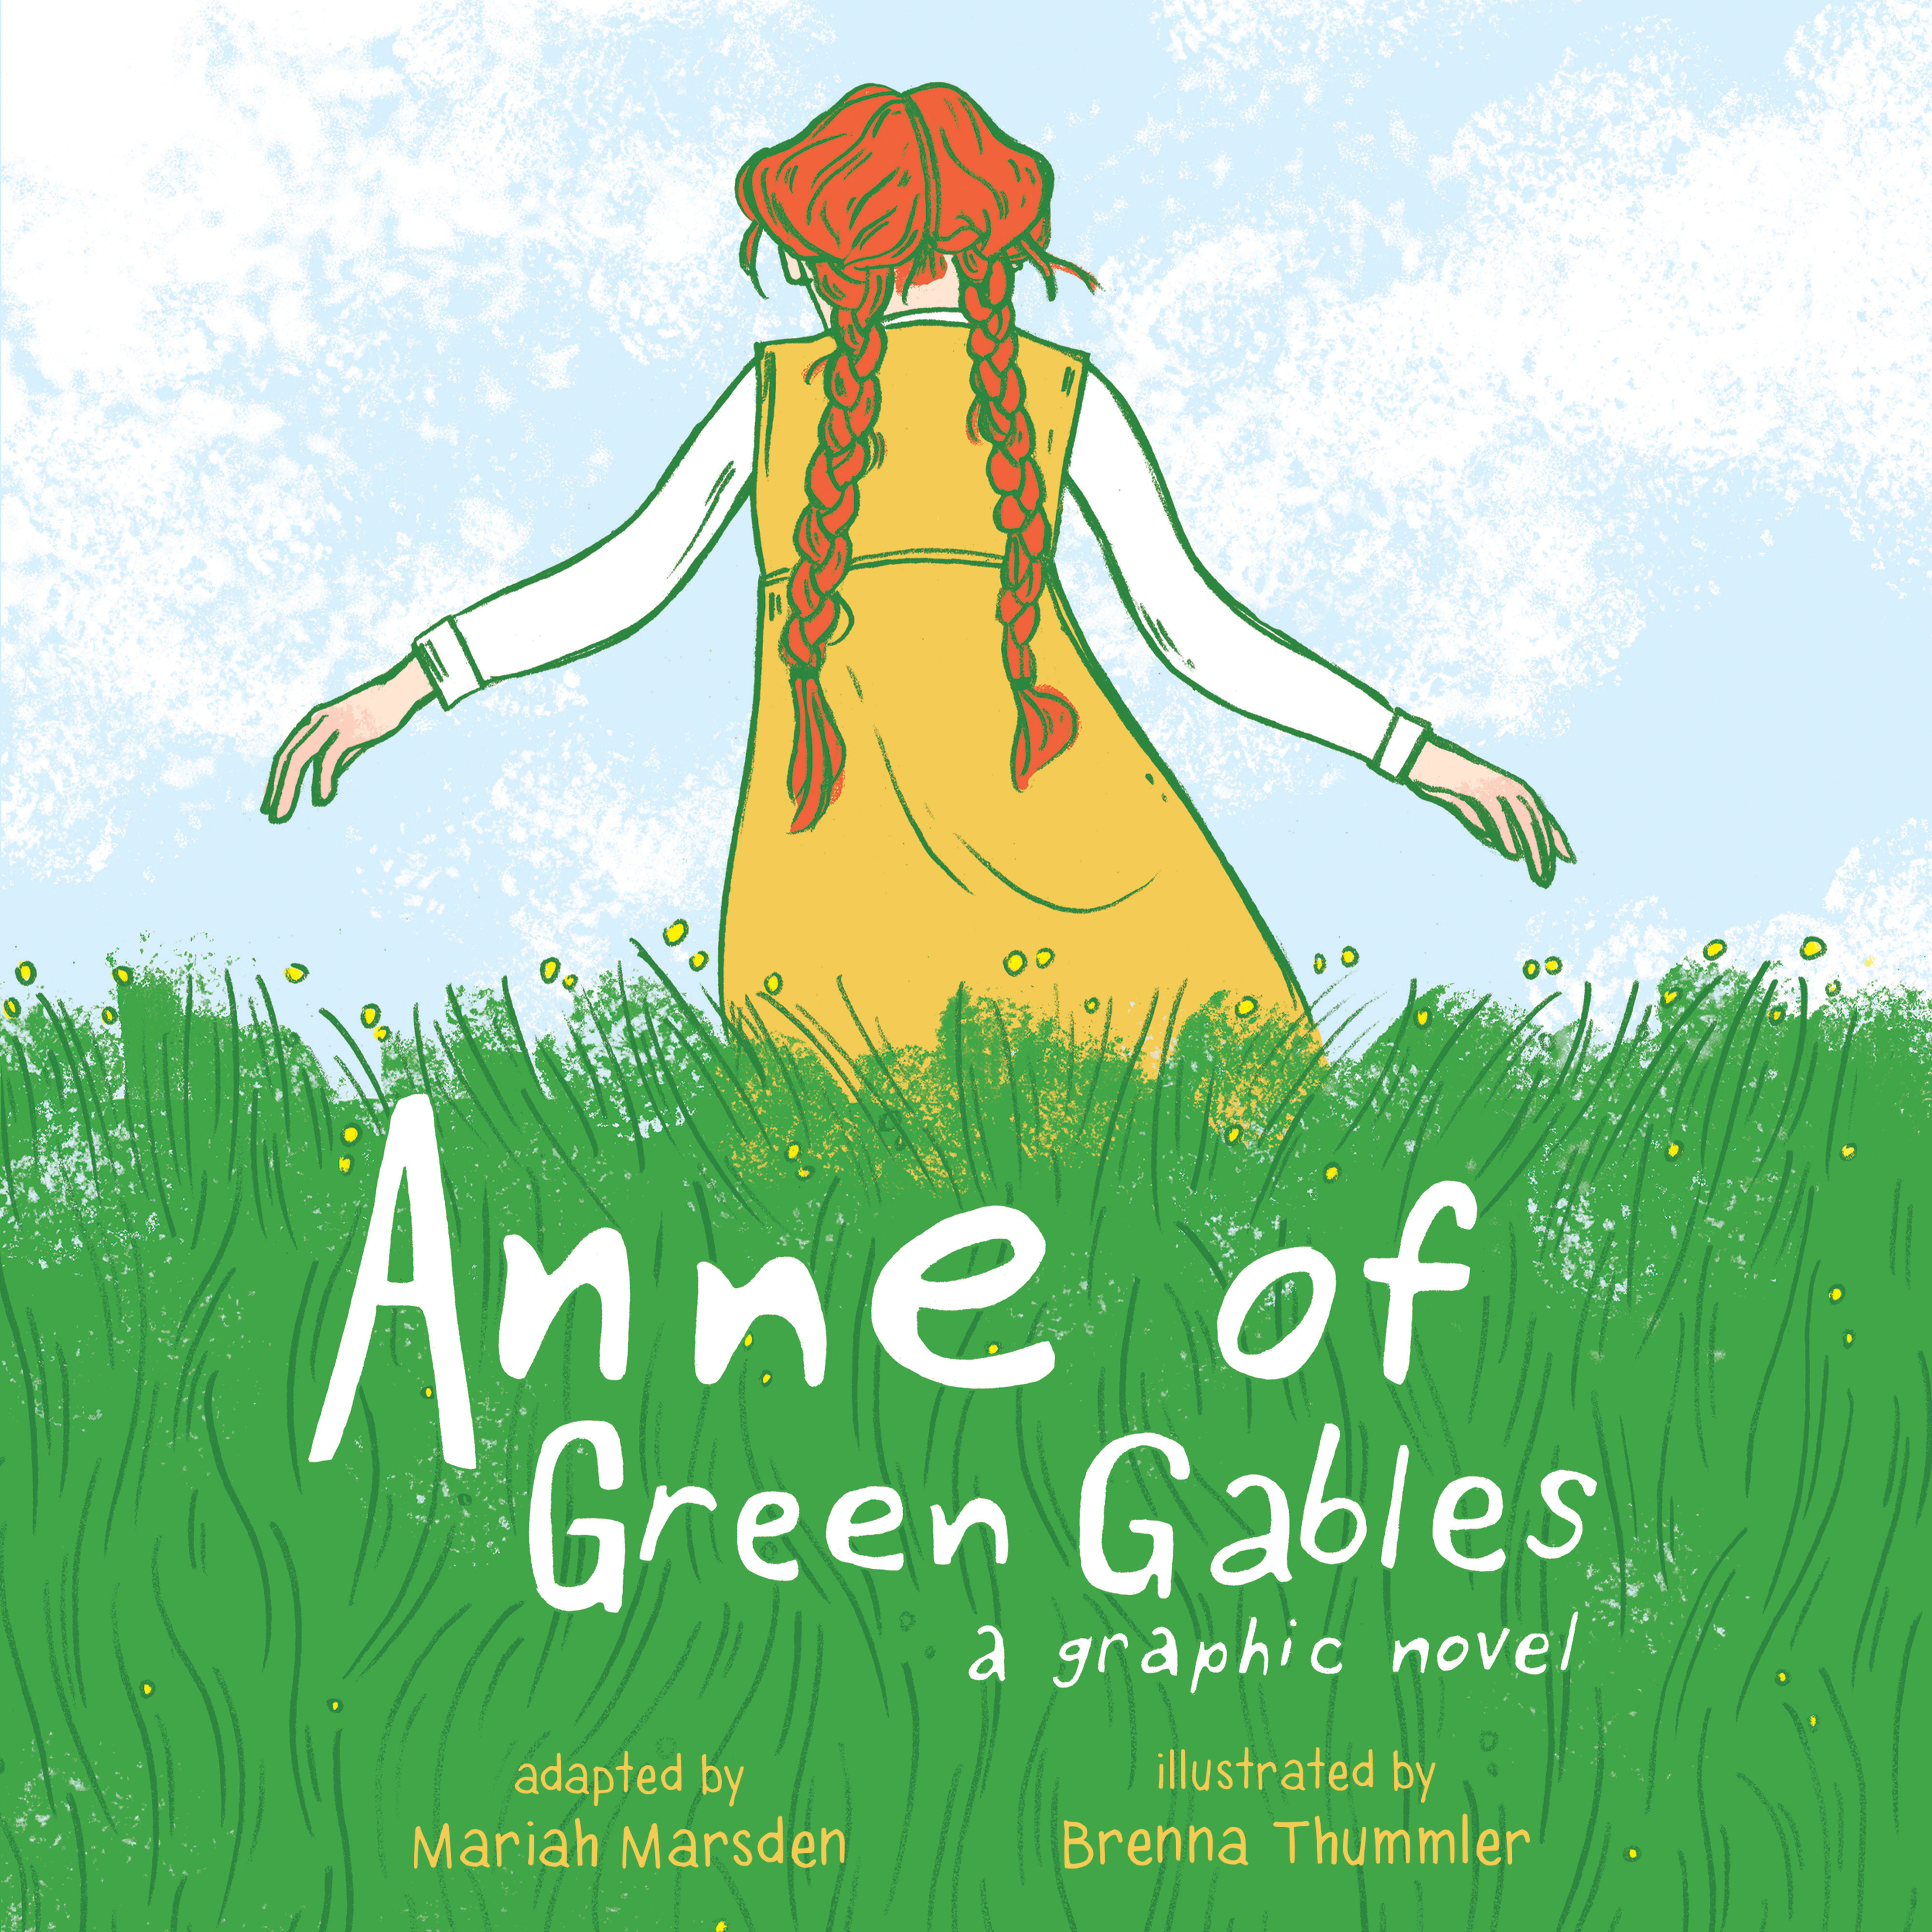 Anne of
Green Gables
a graphic novel
adapted by
Mariah Marsden
illustrated by
Brenna Thummler